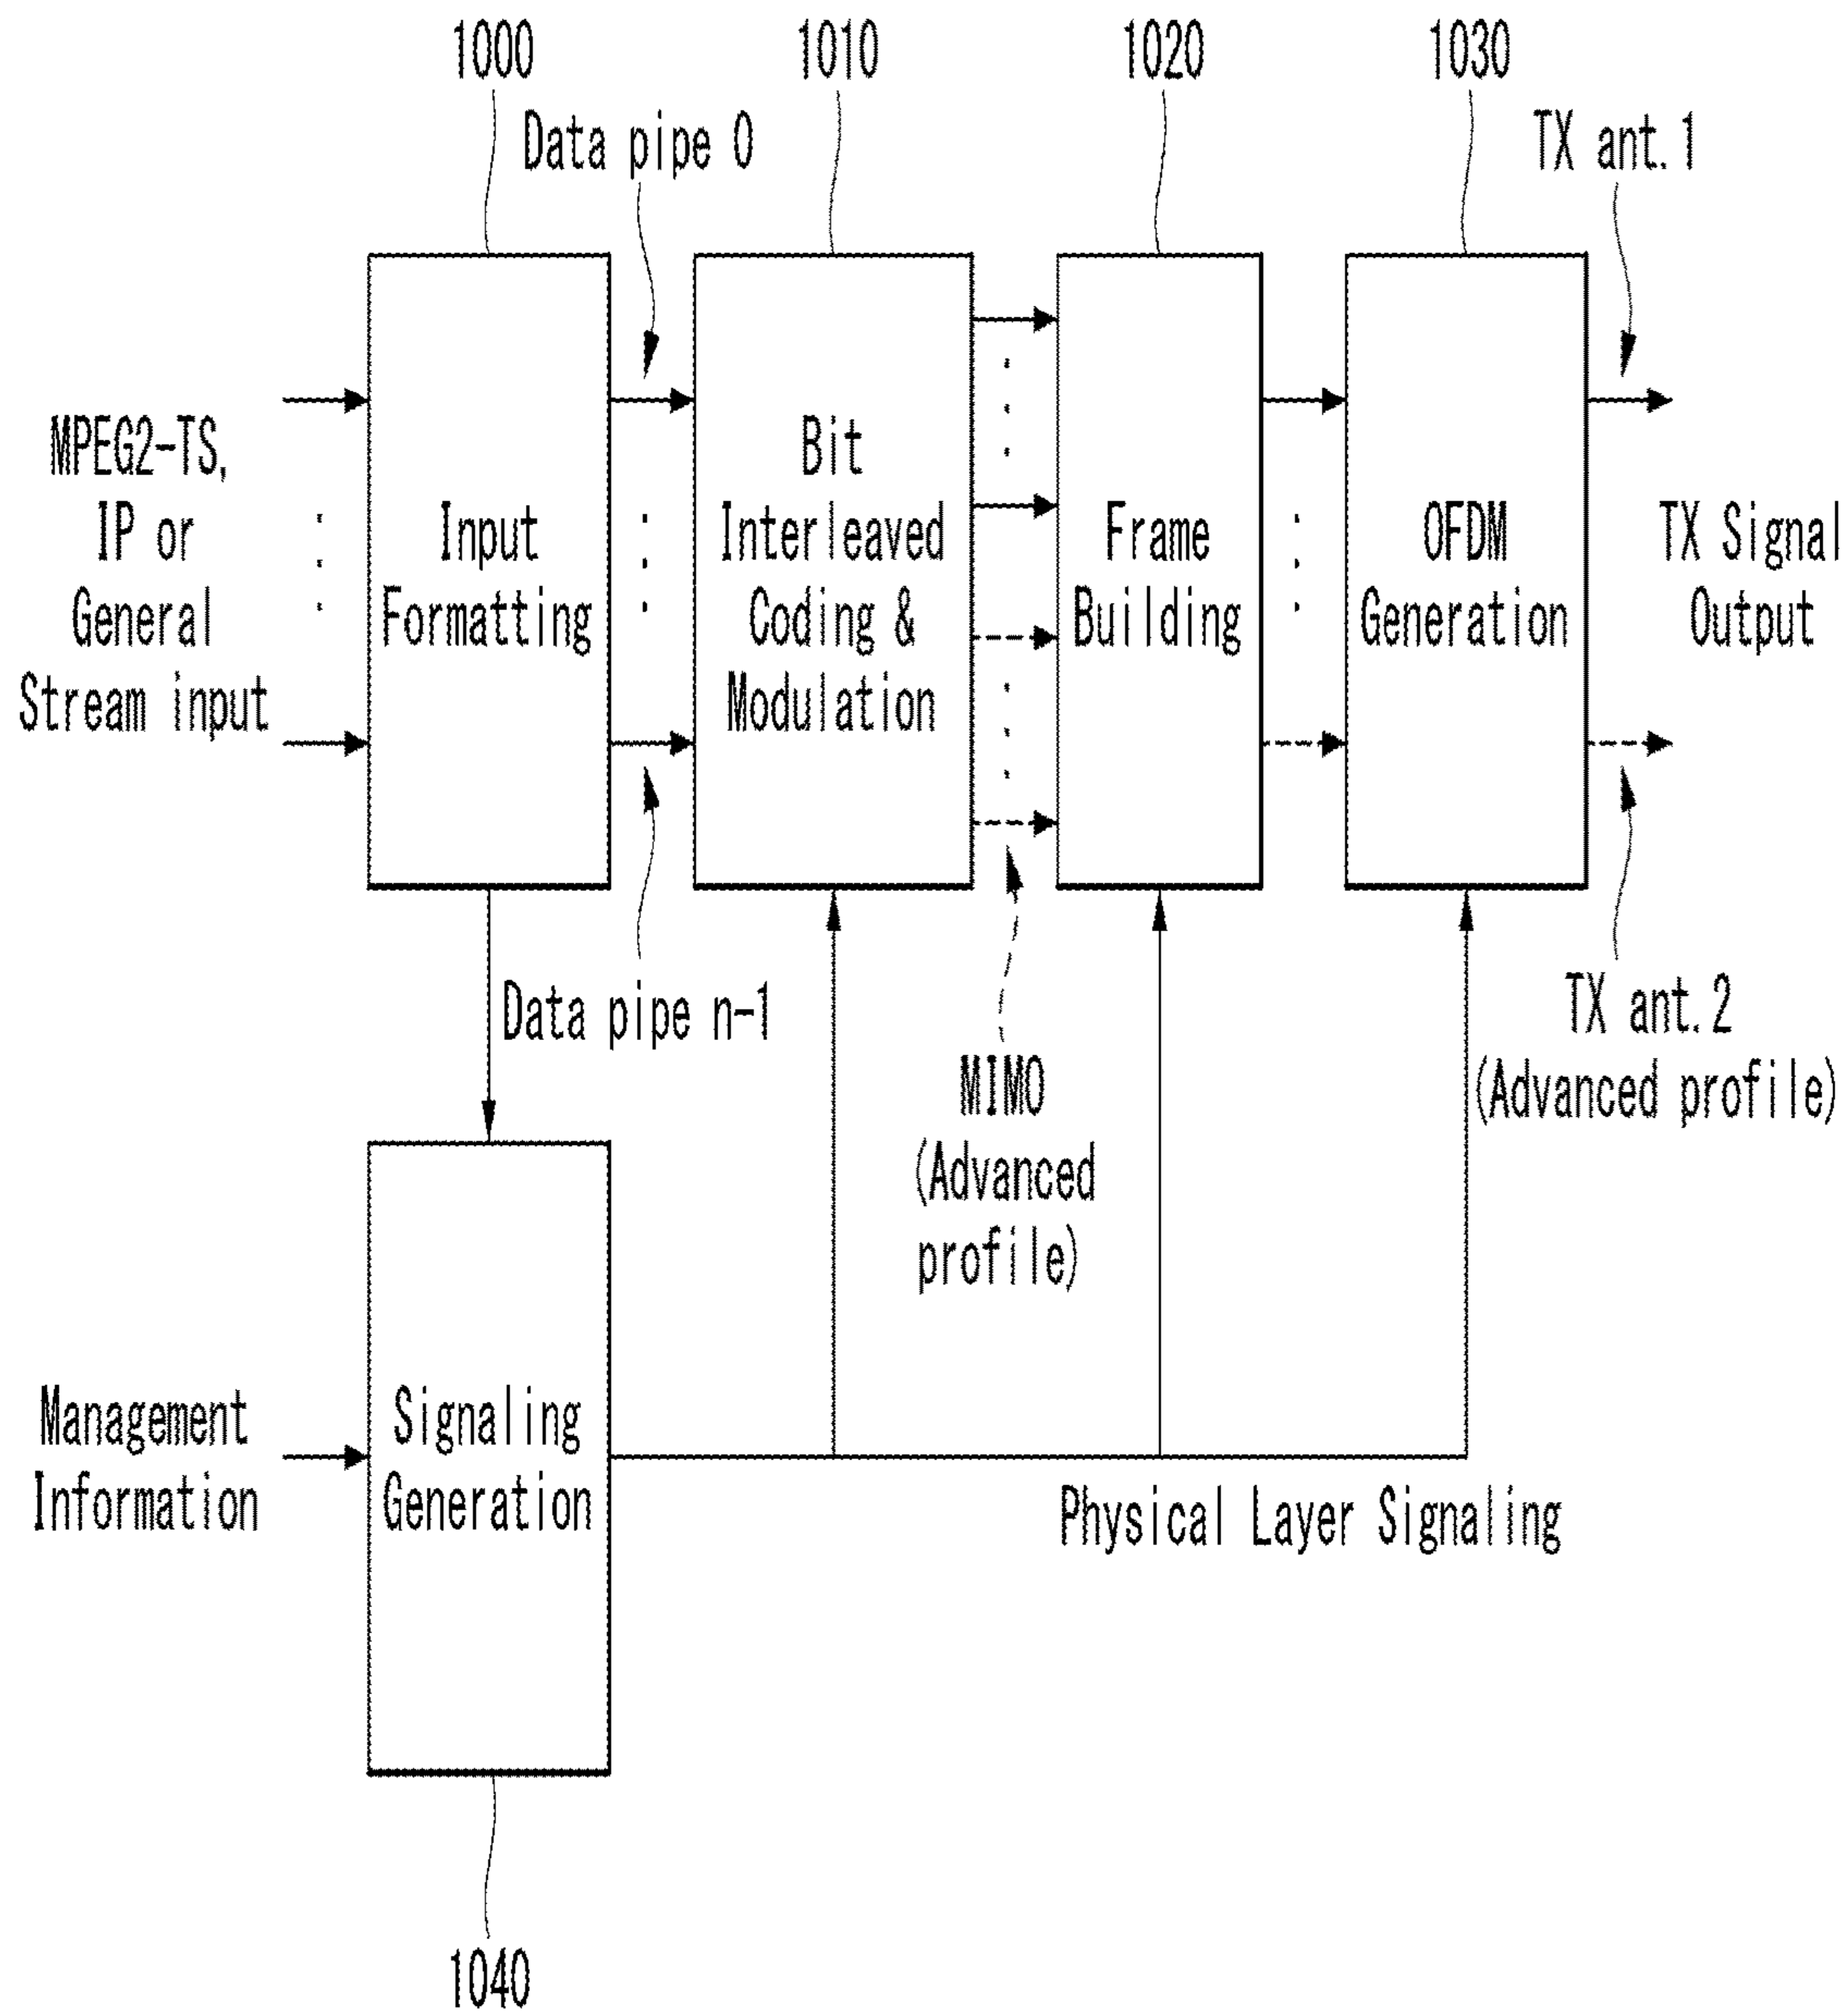 1000
1010
1020
1030
Data pipe 0
TX ant.1
MPEG2-TS,
IP or
General
Stream input
Input
Formatting
Bit
Interleaved
Coding &
Modulation
Frame
Building
OFDM
Generation
TX Signal
Output
Data pipe n-1
MIMO
(Advanced
profile)
TX ant.2
(Advanced profile)
Management
Information
Signaling
Generation
Physical Layer Signaling
1040